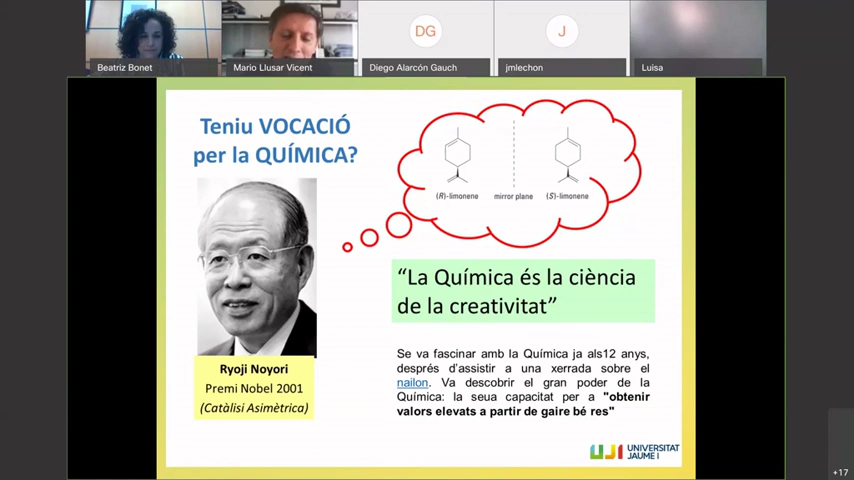 DG
J
Beatriz Bonet
Mario Llusar Vicent
Diego Alarcón Gauch
jmlechon
Luisa
Teniu VOCACIÓ
per la QUÍMICA?
(R)-limonene
mirror plane
(S)-limonene
“La Química és la ciència
de la creativitat”
Ryoji Noyori
Premi Nobel 2001
(Catàlisi Asimètrica)
Se va fascinar amb la Química ja als12 anys,
després d’assistir a una xerrada sobre el
nailon. Va descobrir el gran poder de la
Química: la seua capacitat per a "obtenir
valors elevats a partir de gaire bé res"
UJI UNIVERSITAT
JAUME I
+17